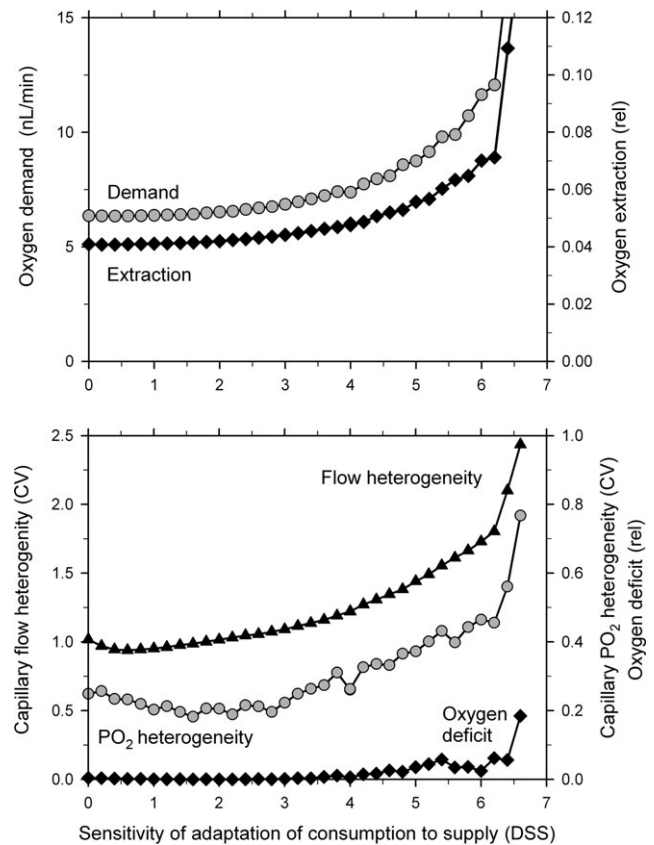 15
10
5
0
Oxygen demand (nL/min)
Demand
Extraction
0.12
0.10
0.08
0.06
0.04
0.02
0.00
Oxygen extraction (rel)
0 1 2 3 4 5 6 7
2.5
2.0
1.5
1.0
0.5
0.0
Capillary flow heterogenity (CV)
Flow heterogeneity
PO2 heterogeneity
Oxygen
deficit
1.0
0.8
0.6
0.4
0.2
0.0
Capillary PO2 heterogeneity (CV)
Oxygen deficit (rel)
0 1 2 3 4 5 6 7
Sensitivity of adaptation of consumption to supply (DSS)